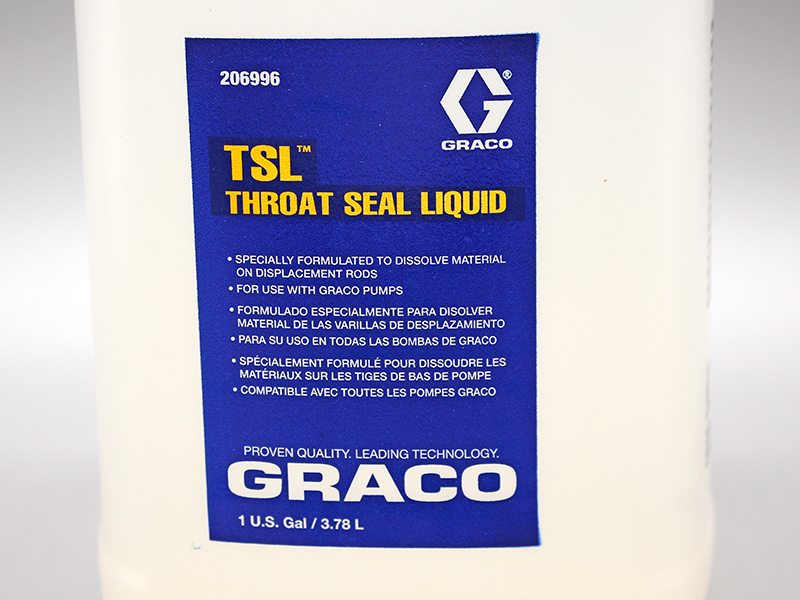 206996
G®
GRACO
TSL™
THROAT SEAL LIQUID
• SPECIALLY FORMULATED TO DISSOLVE MATERIAL
ON DISPLACEMENT RODS
• FOR USE WITH GRACO PUMPS
• FORMULADO ESPECIALMENTE PARA DISOLVER
MATERIAL DE LAS VARILLAS DE DESPLAZAMIENTO
• PARA SU USO EN TODAS LAS BOMBAS DE GRACO
• SPÉCIALEMENT FORMULÉ POUR DISSOUDRE LES
MATÉRIAUX SUR LES TIGES DE BAS DE POMPE
• COMPATIBLE AVEC TOUTES LES POMPES GRACO
PROVEN QUALITY. LEADING TECHNOLOGY.
GRACO
1 U.S. Gal / 3.78 L